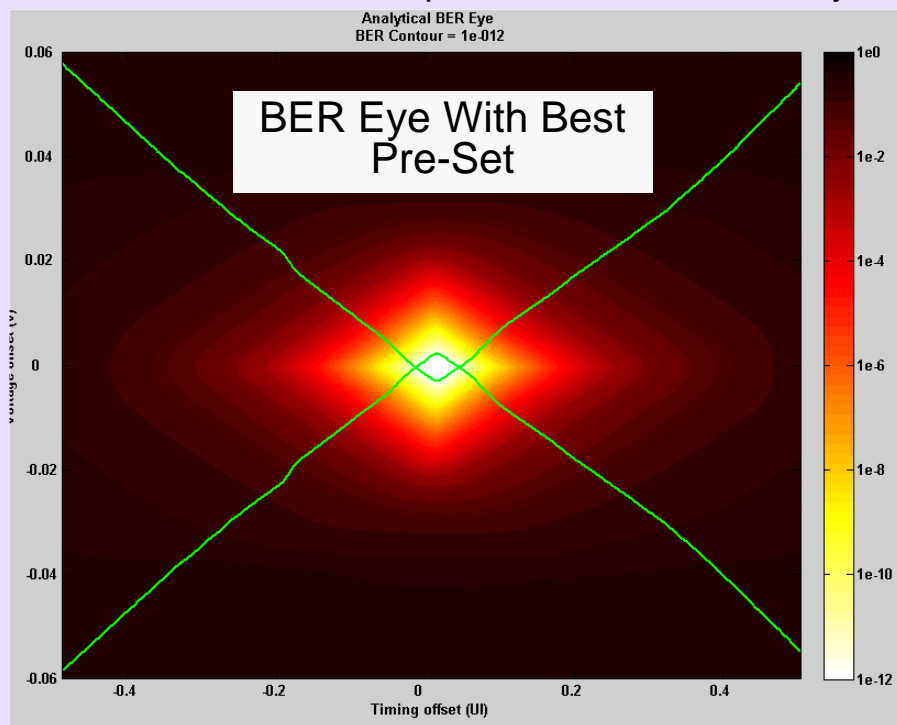 Analytical BER Eye
BER Contour = 1e-012
BER Eye With Best
Pre-Set
0.06
0.04
0.02
0
-0.02
-0.04
-0.06
-0.4
-0.2
0
0.2
0.4
Timing offset (UI)
1e0
1e-2
1e-4
1e-6
1e-8
1e-10
1e-12